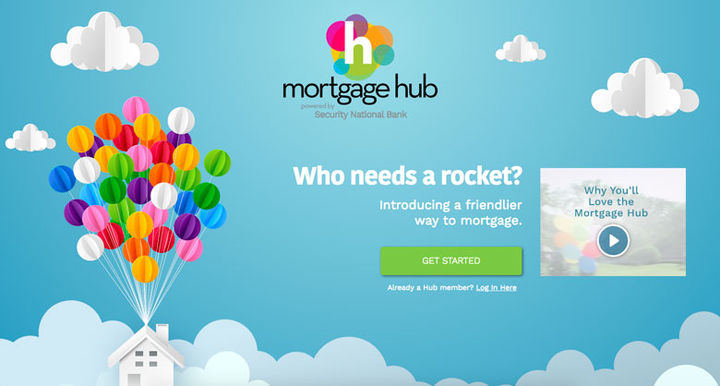 h
mortgage hub
powered by
Security National Bank
Who needs a rocket?
Introducing a friendlier
way to mortgage.
GET STARTED
Already a Hub member? Log In Here
Why You'll
Love the
Mortgage Hub